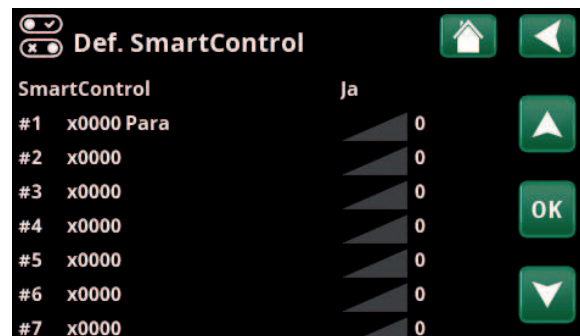 Def. SmartControl
SmartControl Ja
#1 x0000 Para 0
#2 x0000 0
#3 x0000 0
#4 x0000 0
OK
#5 x0000 0
#6 x0000 0
#7 x0000 0